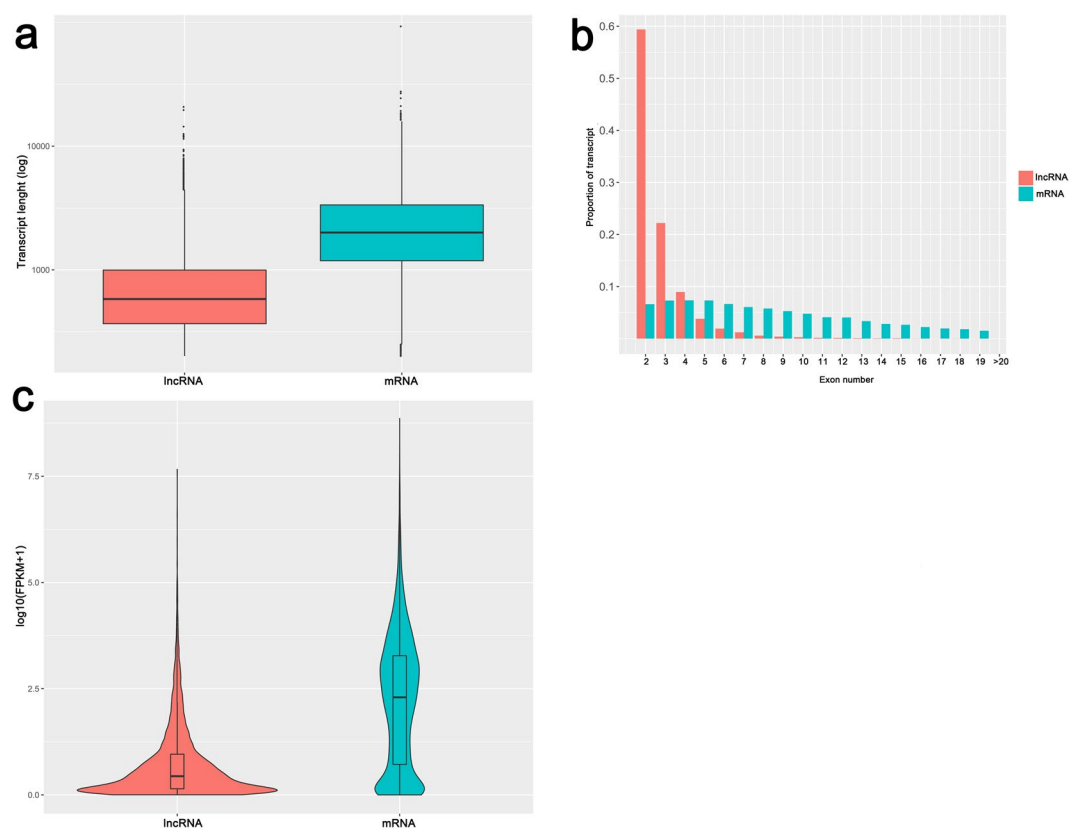 a
Transcript lenght (log)
10000
1000
lncRNA
mRNA
b
Proportion of transcript
0.6
0.5
0.4
0.3
0.2
0.1
2 3 4 5 6 7 8 9 10 11 12 13 14 15 16 17 18 19 >20
Exon number
lncRNA
mRNA
c
log10(FPKM+1)
7.5
5.0
2.5
0.0
lncRNA
mRNA